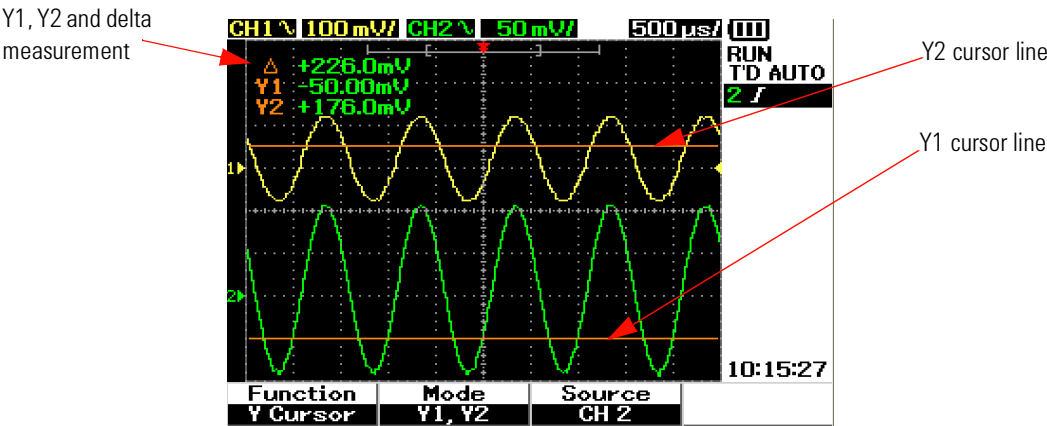 Y1, Y2 and delta
measurement
CH1 ∿ 100 mV/ CH2 ∿ 50 mV/ 500 µs/
RUN
T'D AUTO
2
Δ +226.0mV
Y1 -50.00mV
Y2 +176.0mV
Y2 cursor line
Y1 cursor line
1
2
10:15:27
Function Mode Source
Y Cursor Y1, Y2 CH 2